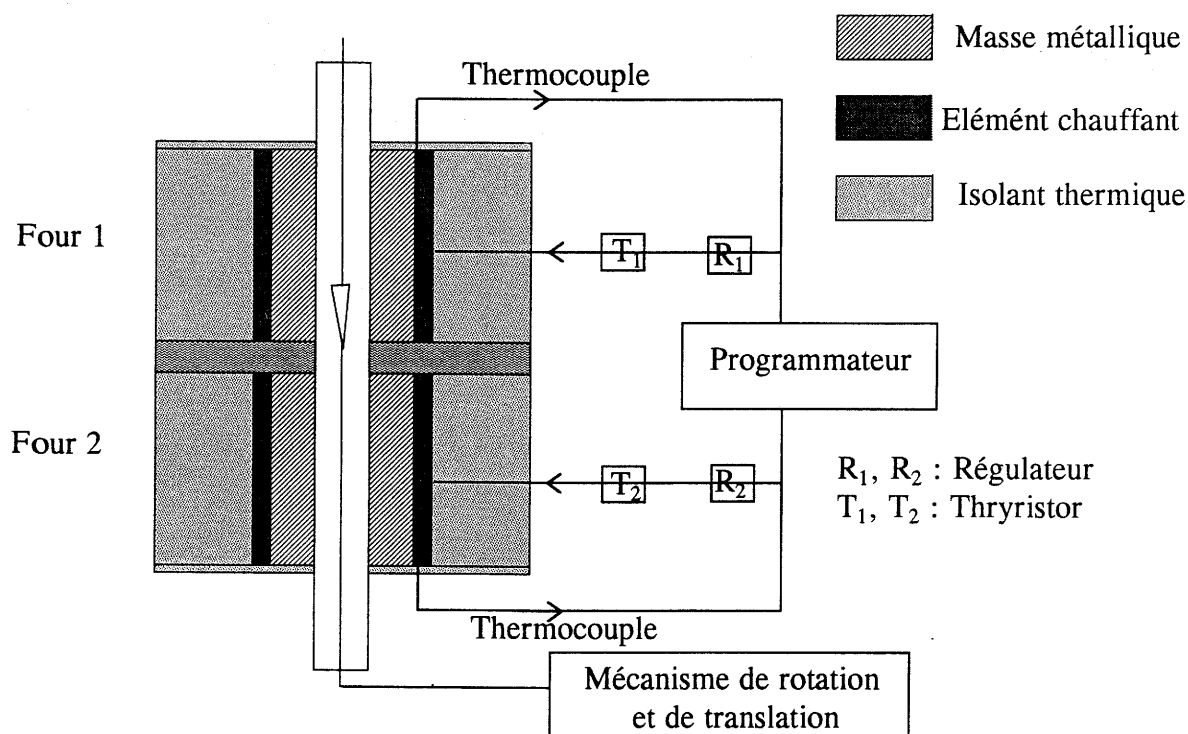 Masse métallique
Thermocouple
Elémént chauffant
Isolant thermique
Four 1
T₁
R₁
Programmateur
Four 2
T₂
R₂
R₁, R₂ : Régulateur
T₁, T₂ : Thryristor
Thermocouple
Mécanisme de rotation
et de translation